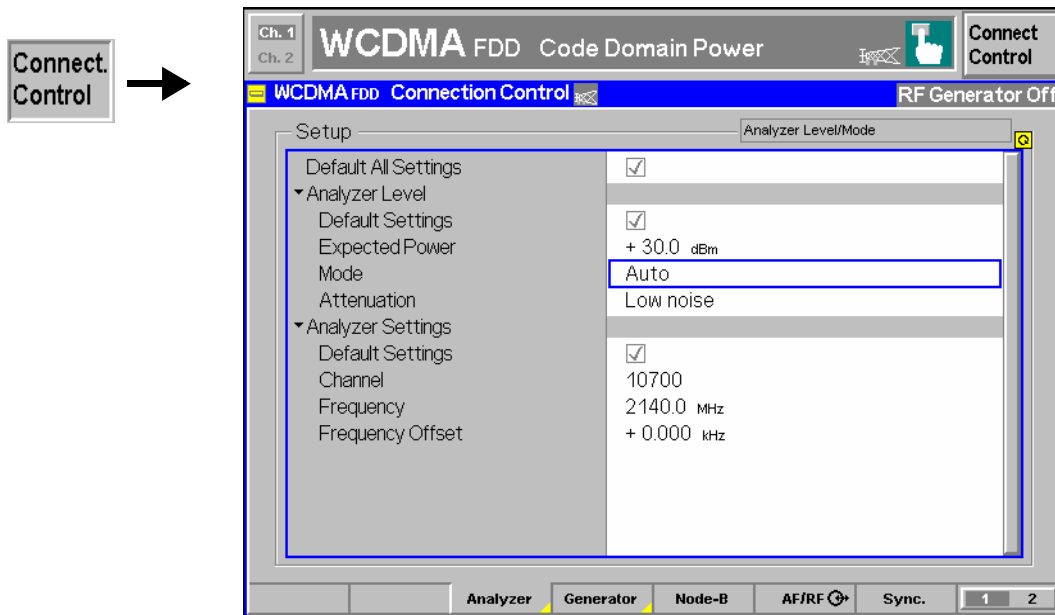 Connect.
Control
Ch. 1
Ch. 2
WCDMA FDD Code Domain Power
Connect
Control
WCDMA FDD Connection Control
RF Generator Off
Setup
Analyzer Level/Mode
Default All Settings
Analyzer Level
Default Settings
Expected Power + 30.0 dBm
Mode Auto
Attenuation Low noise
Analyzer Settings
Default Settings
Channel 10700
Frequency 2140.0 MHz
Frequency Offset + 0.000 kHz
Analyzer Generator Node-B AF/RF Sync. 1 2